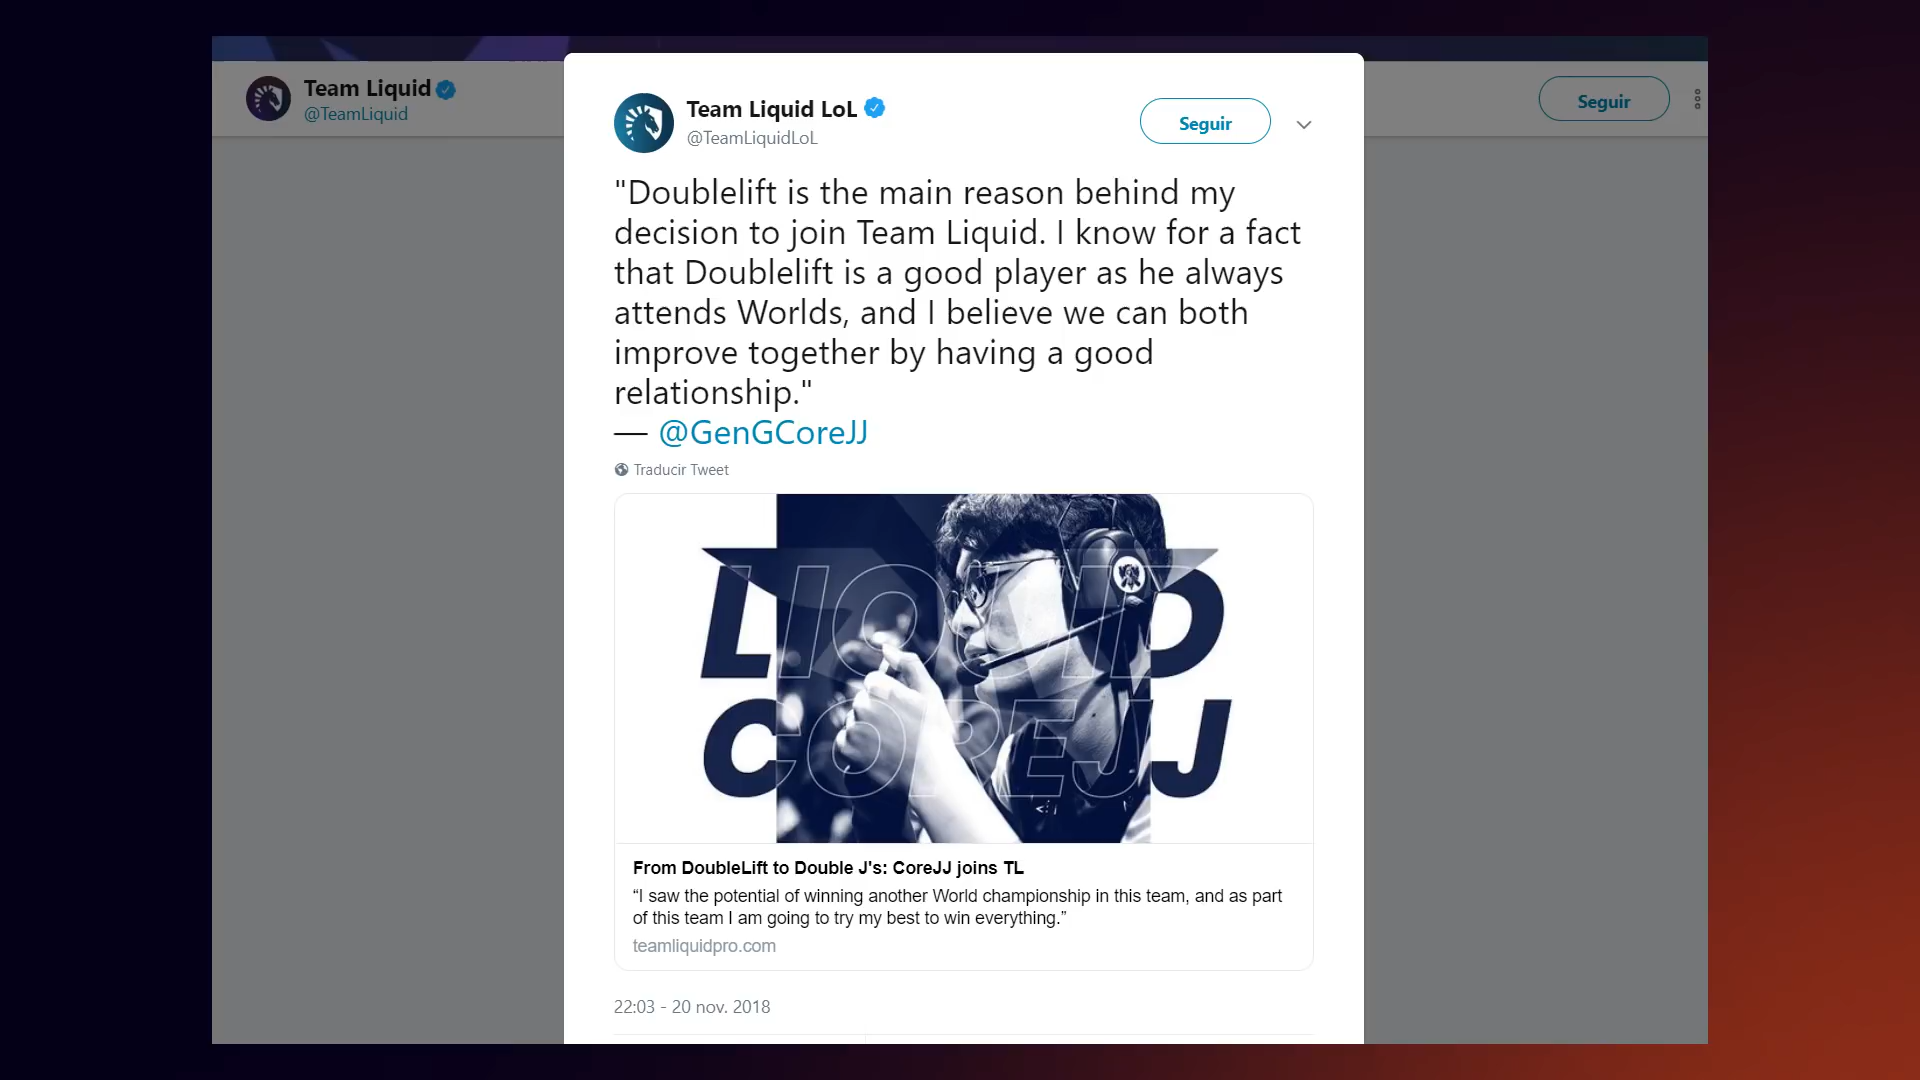 Team Liquid
@TeamLiquid
Seguir
Team Liquid LoL
@TeamLiquidLoL
Seguir
"Doublelift is the main reason behind my
decision to join Team Liquid. I know for a fact
that Doublelift is a good player as he always
attends Worlds, and I believe we can both
improve together by having a good
relationship."
— @GenGCoreJJ
Traducir Tweet
LIQUID
COREJJ
From DoubleLift to Double J's: CoreJJ joins TL
“I saw the potential of winning another World championship in this team, and as part
of this team I am going to try my best to win everything.”
teamliquidpro.com
22:03 - 20 nov. 2018